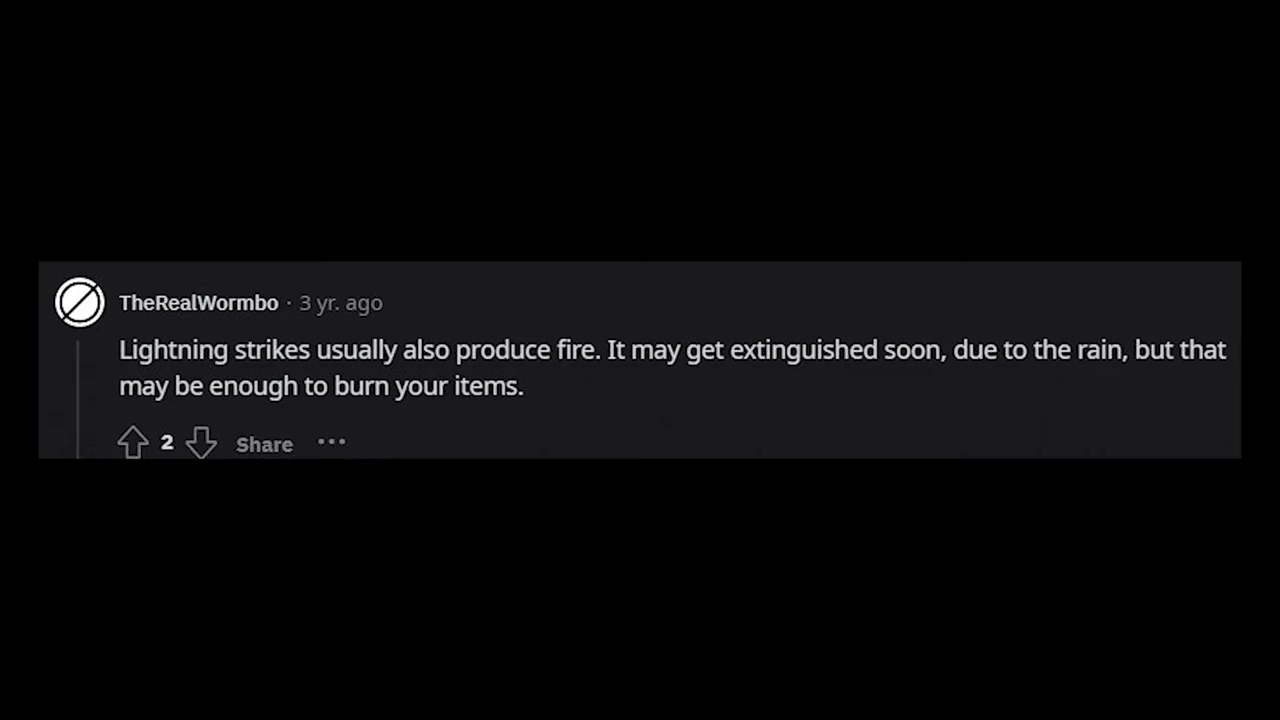 TheRealWormbo · 3 yr. ago
Lightning strikes usually also produce fire. It may get extinguished soon, due to the rain, but that
may be enough to burn your items.
2 Share ···